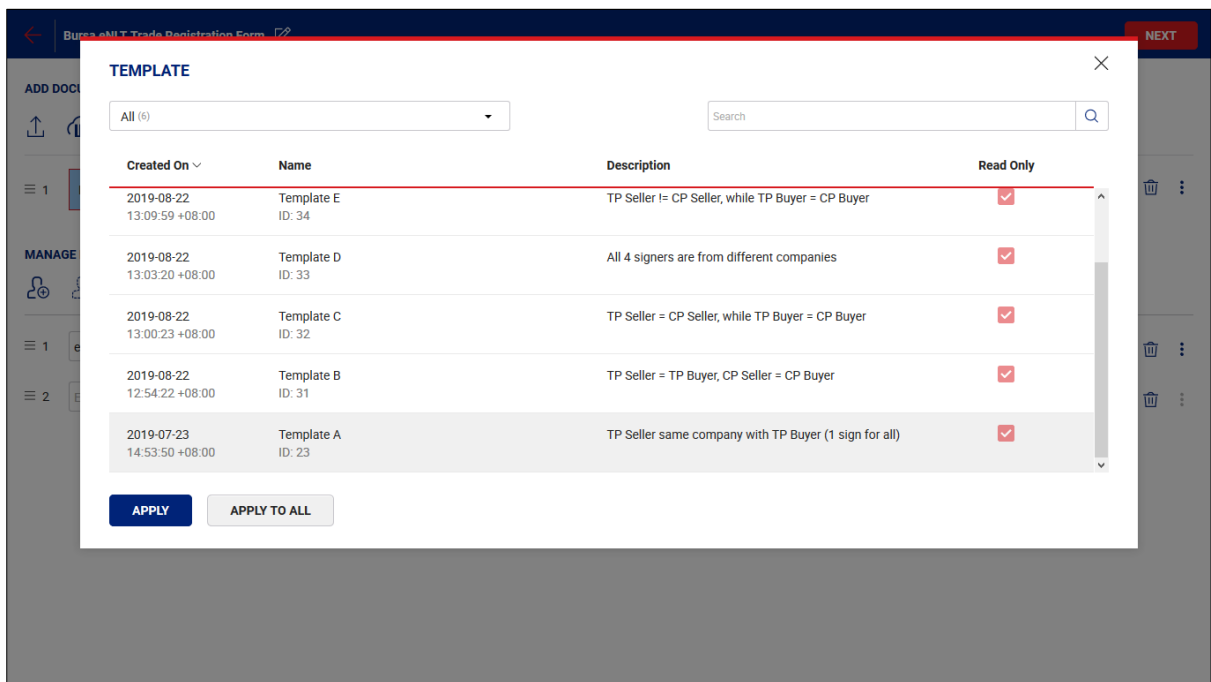 Bursa eNLT Trade Registration Form
NEXT
TEMPLATE
ADD DOCU
All (6)
Search
Created On
Name
Description
Read Only
1
2019-08-22
13:09:59 +08:00
Template E
ID: 34
TP Seller != CP Seller, while TP Buyer = CP Buyer
MANAGE
2019-08-22
13:03:20 +08:00
Template D
ID: 33
All 4 signers are from different companies
2019-08-22
13:00:23 +08:00
Template C
ID: 32
TP Seller = CP Seller, while TP Buyer = CP Buyer
1
e
2019-08-22
12:54:22 +08:00
Template B
ID: 31
TP Seller = TP Buyer, CP Seller = CP Buyer
2
E
2019-07-23
14:53:50 +08:00
Template A
ID: 23
TP Seller same company with TP Buyer (1 sign for all)
APPLY
APPLY TO ALL